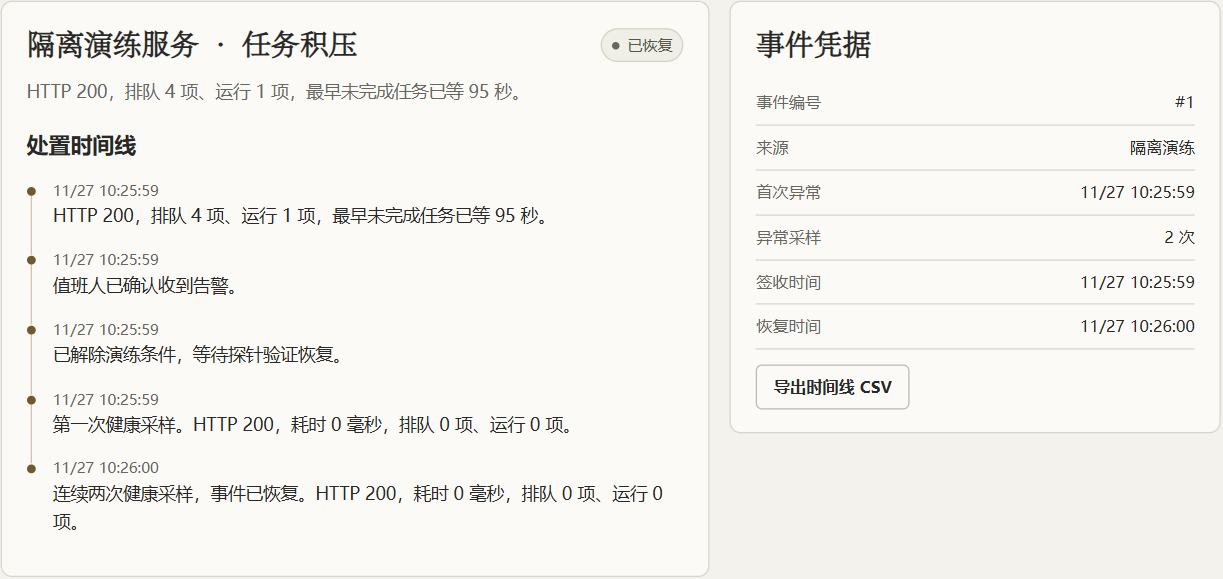 隔离演练服务 · 任务积压
已恢复
HTTP 200，排队 4 项、运行 1 项，最早未完成任务已等 95 秒。
处置时间线
11/27 10:25:59
HTTP 200，排队 4 项、运行 1 项，最早未完成任务已等 95 秒。
11/27 10:25:59
值班人已确认收到告警。
11/27 10:25:59
已解除演练条件，等待探针验证恢复。
11/27 10:25:59
第一次健康采样。HTTP 200，耗时 0 毫秒，排队 0 项、运行 0 项。
11/27 10:26:00
连续两次健康采样，事件已恢复。HTTP 200，耗时 0 毫秒，排队 0 项、运行 0
项。
事件凭据
事件编号 #1
来源 隔离演练
首次异常 11/27 10:25:59
异常采样 2 次
签收时间 11/27 10:25:59
恢复时间 11/27 10:26:00
导出时间线 CSV